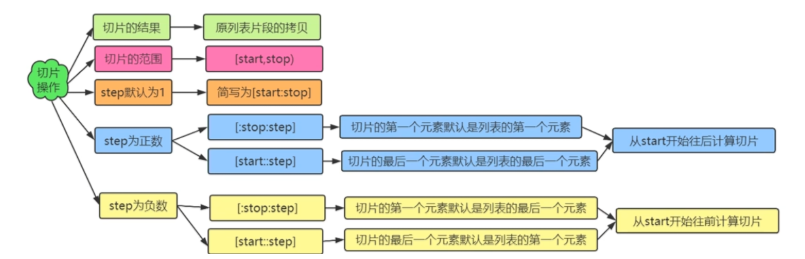 切片
操作
切片的结果
原列表片段的拷贝
切片的范围
[start,stop)
step默认为1
简写为[start:stop]
step为正数
[:stop:step]
切片的第一个元素默认是列表的第一个元素
[start::step]
切片的最后一个元素默认是列表的最后一个元素
从start开始往后计算切片
step为负数
[:stop:step]
切片的第一个元素默认是列表的最后一个元素
[start::step]
切片的最后一个元素默认是列表的第一个元素
从start开始往前计算切片